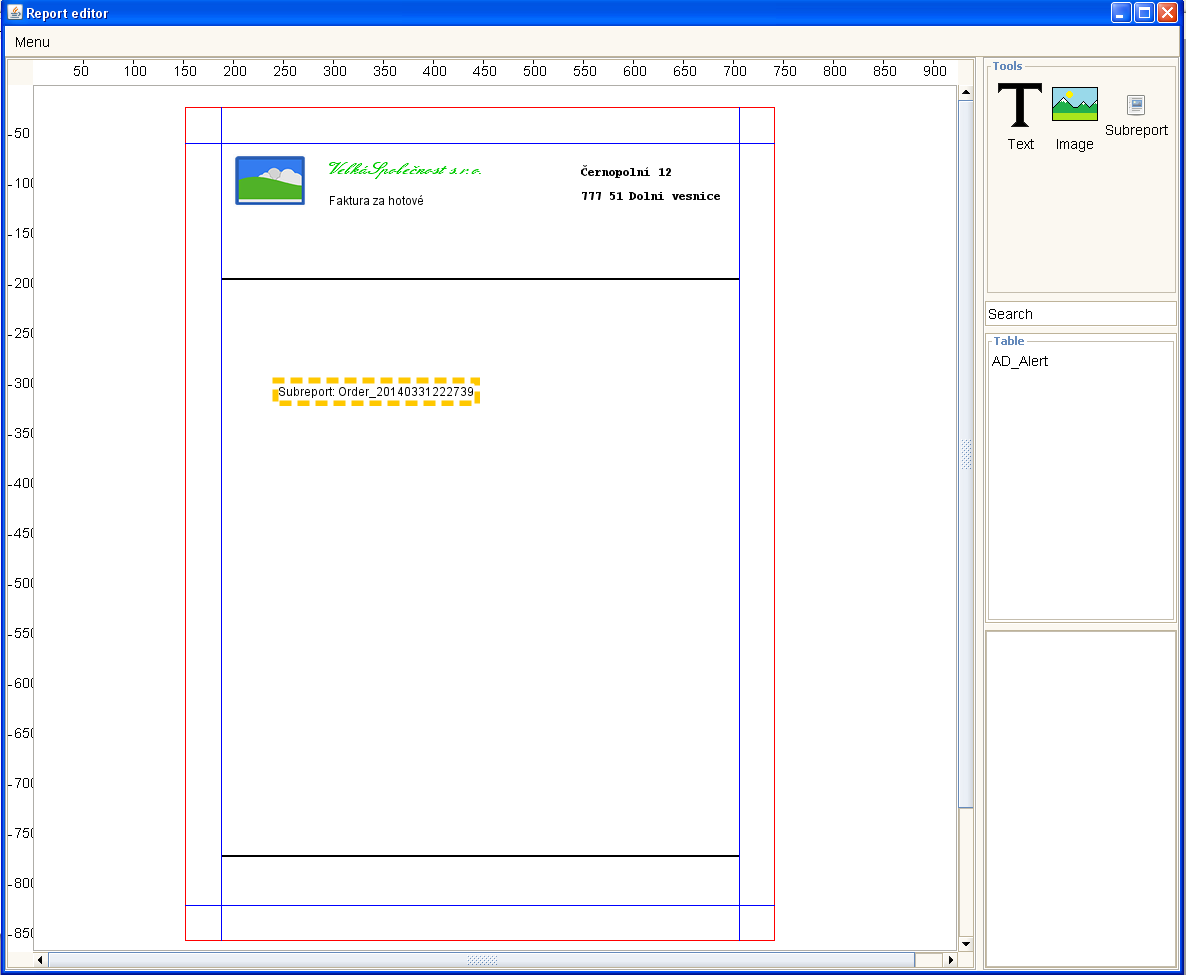 Report editor
Menu
50 100 150 200 250 300 350 400 450 500 550 600 650 700 750 800 850 900
50
100
150
200
250
300
350
400
450
500
550
600
650
700
750
800
850
VelkáSpolečnost s.r.o.
Faktura za hotové
Černopolní 12
777 51 Dolní vesnice
Subreport: Order_20140331222739
Tools
Text
Image
Subreport
Search
Table
AD_Alert